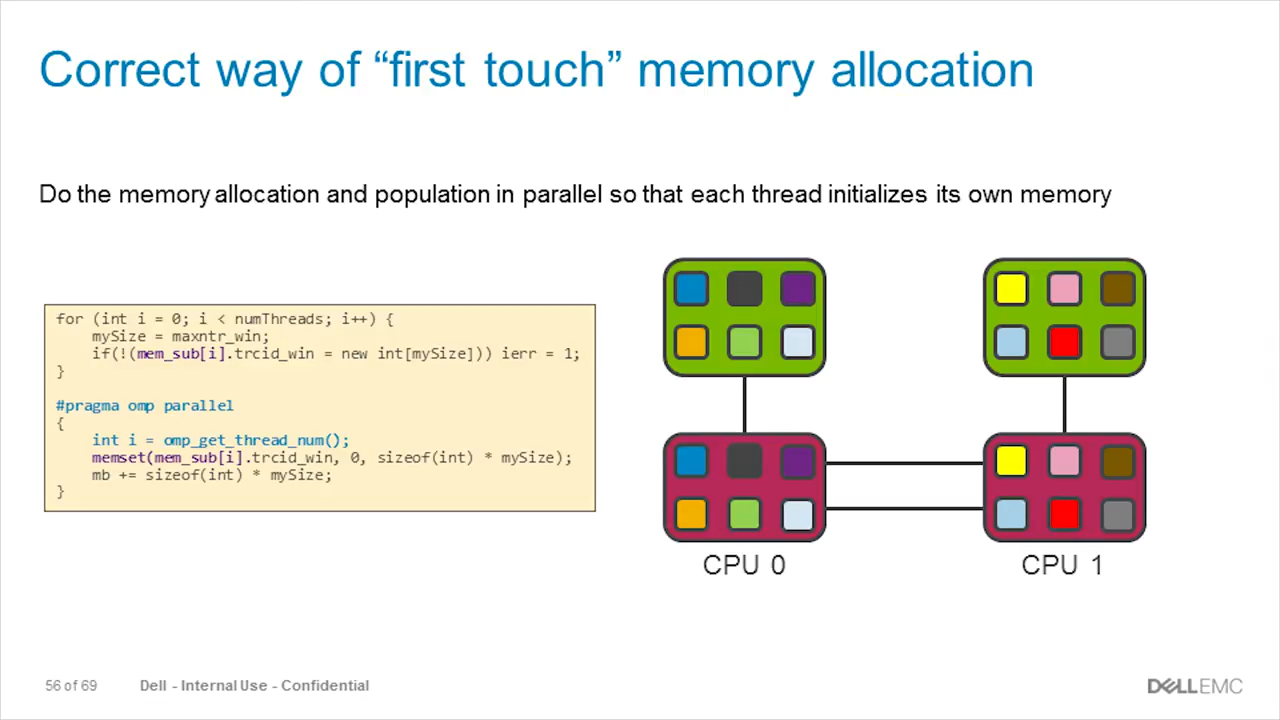 Correct way of “first touch” memory allocation
Do the memory allocation and population in parallel so that each thread initializes its own memory
for (int i = 0; i < numThreads; i++) {
mySize = maxntr_win;
if(!(mem_sub[i].trcid_win = new int[mySize])) ierr = 1;
}
#pragma omp parallel
{
int i = omp_get_thread_num();
memset(mem_sub[i].trcid_win, 0, sizeof(int) * mySize);
mb += sizeof(int) * mySize;
}
CPU 0
CPU 1
56 of 69
Dell - Internal Use - Confidential
DELLEMC